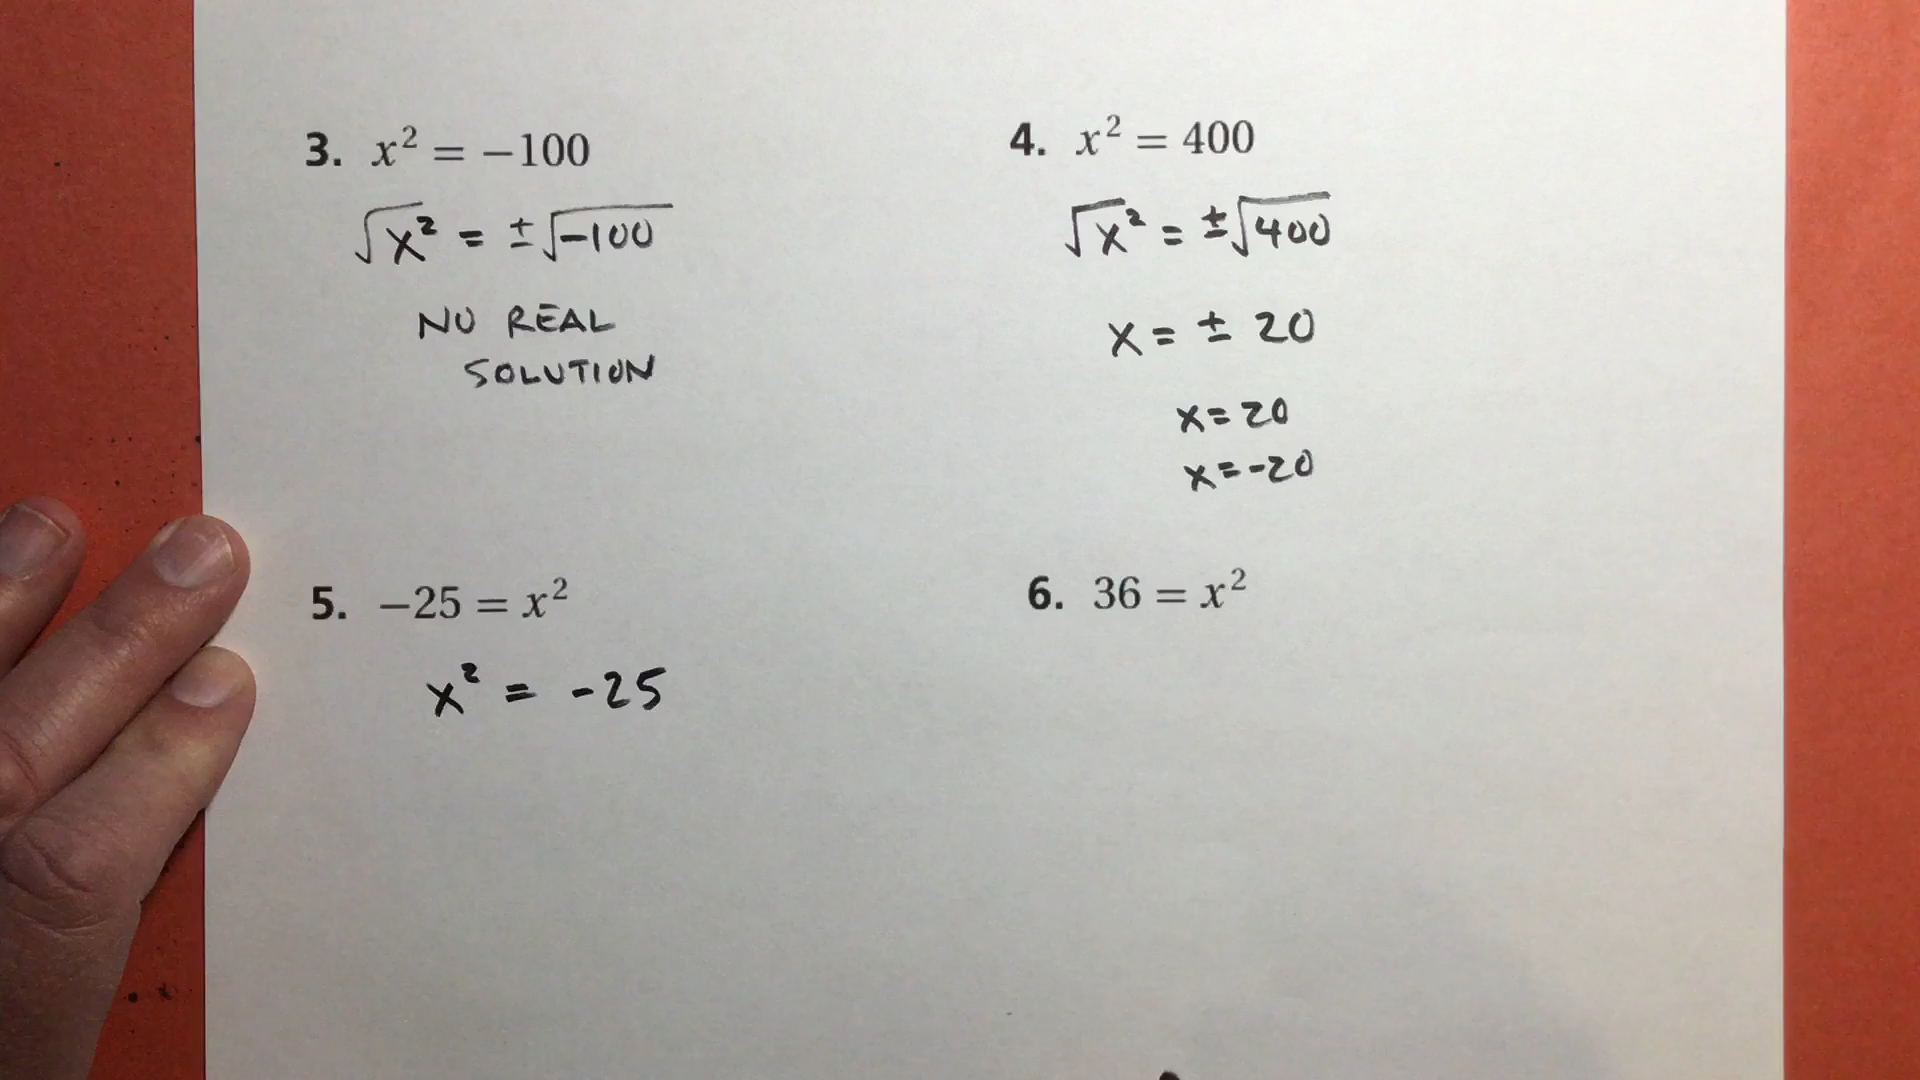 3. x² = −100
√x² = ±√−100
NO REAL
SOLUTION
4. x² = 400
√x² = ±√400
x = ± 20
x = 20
x = -20
5. −25 = x²
x² = -25
6. 36 = x²